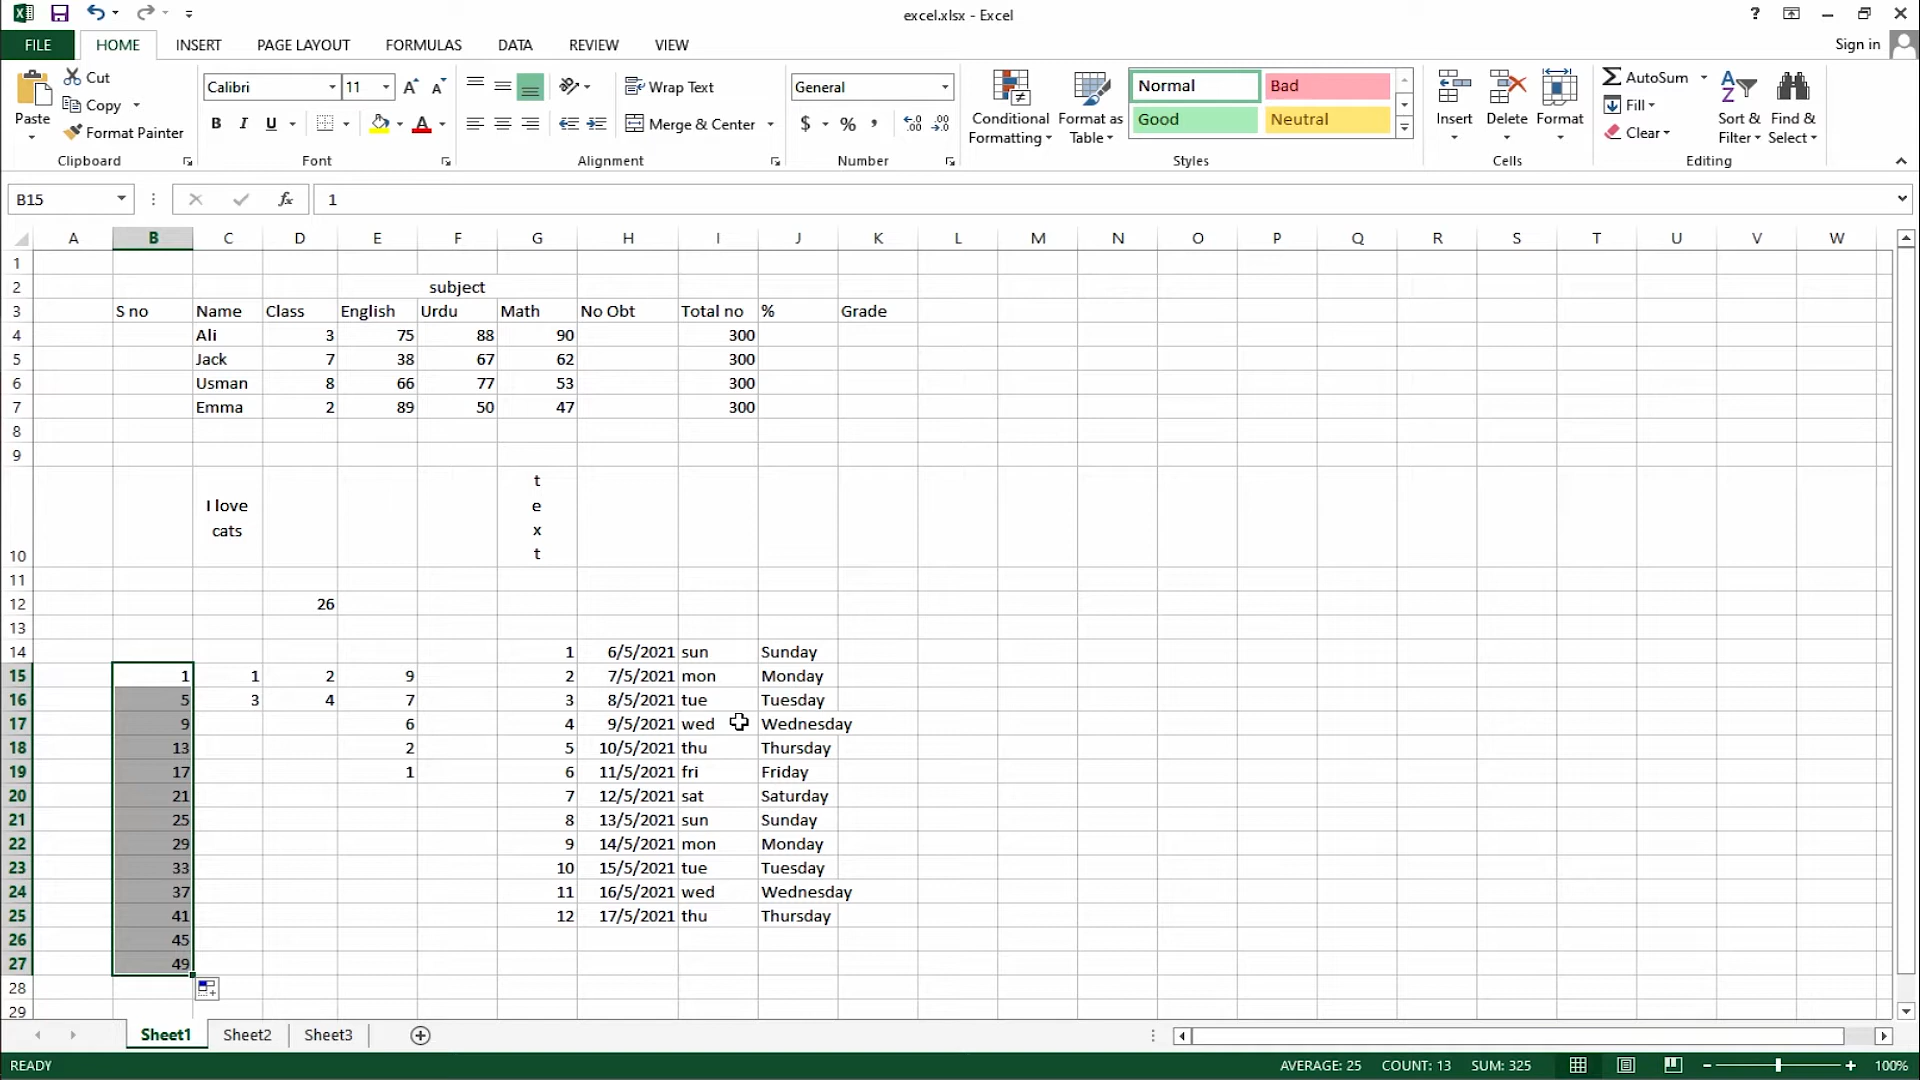 excel.xlsx - Excel
?
FILE HOME INSERT PAGE LAYOUT FORMULAS DATA REVIEW VIEW Sign in
Paste
Cut
Copy
Format Painter
Clipboard
Calibri 11
B I U A
Font
Wrap Text
Merge & Center
Alignment
General
$ % ,
Number
Conditional Formatting
Format as Table
Normal Bad
Good Neutral
Styles
Insert Delete Format
Cells
AutoSum
Fill
Clear
Sort & Filter
Find & Select
Editing
B15 fx 1
A B C D E F G H I J K L M N O P Q R S T U V W
1
2 subject
3 S no Name Class English Urdu Math No Obt Total no % Grade
4 Ali 3 75 88 90 300
5 Jack 7 38 67 62 300
6 Usman 8 66 77 53 300
7 Emma 2 89 50 47 300
8
9
t
I love e
cats x
10 t
11
12 26
13
14 1 6/5/2021 sun Sunday
15 1 1 2 9 2 7/5/2021 mon Monday
16 5 3 4 7 3 8/5/2021 tue Tuesday
17 9 6 4 9/5/2021 wed Wednesday
18 13 2 5 10/5/2021 thu Thursday
19 17 1 6 11/5/2021 fri Friday
20 21 7 12/5/2021 sat Saturday
21 25 8 13/5/2021 sun Sunday
22 29 9 14/5/2021 mon Monday
23 33 10 15/5/2021 tue Tuesday
24 37 11 16/5/2021 wed Wednesday
25 41 12 17/5/2021 thu Thursday
26 45
27 49
28
29
Sheet1 Sheet2 Sheet3
READY AVERAGE: 25 COUNT: 13 SUM: 325 100%